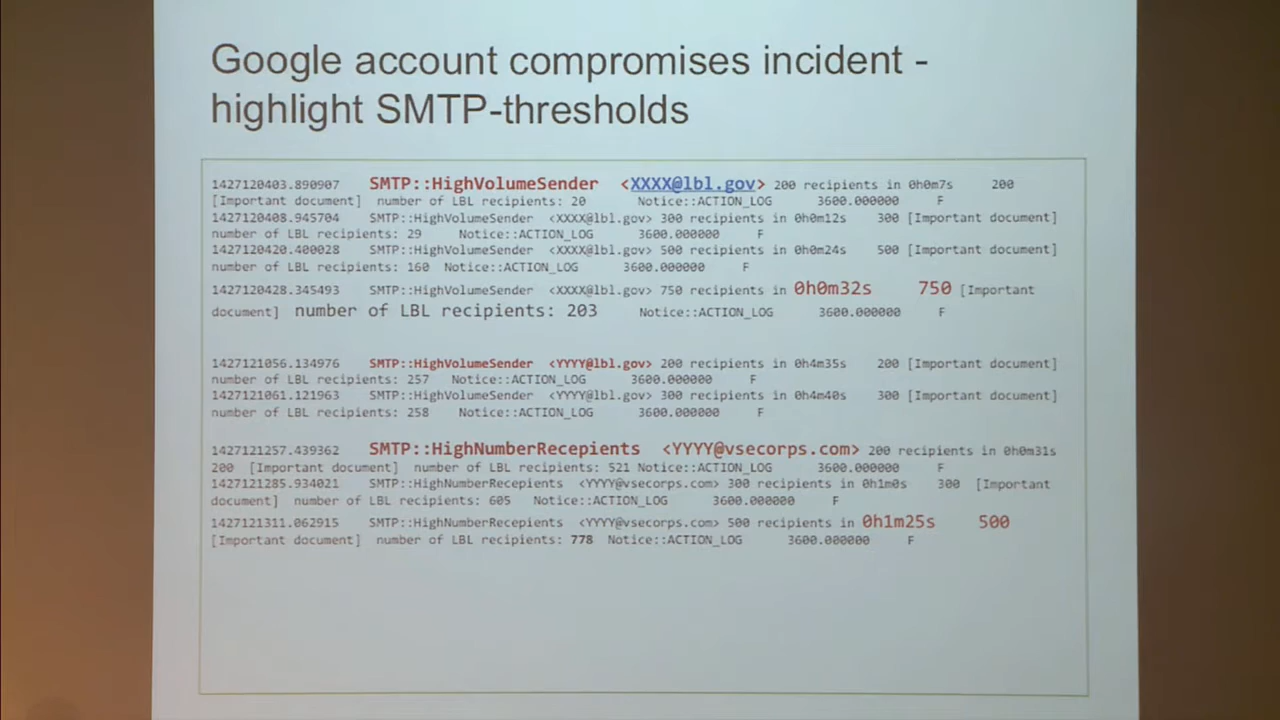 Google account compromises incident -
highlight SMTP-thresholds
1427120403.890907 SMTP::HighVolumeSender <XXXX@lbl.gov> 200 recipients in 0h0m7s 200
[Important document] number of LBL recipients: 20 Notice::ACTION_LOG 3600.000000 F
1427120408.945704 SMTP::HighVolumeSender <XXXX@lbl.gov> 300 recipients in 0h0m12s 300 [Important document]
number of LBL recipients: 29 Notice::ACTION_LOG 3600.000000 F
1427120420.400028 SMTP::HighVolumeSender <XXXX@lbl.gov> 500 recipients in 0h0m24s 500 [Important document]
number of LBL recipients: 160 Notice::ACTION_LOG 3600.000000 F
1427120428.345493 SMTP::HighVolumeSender <XXXX@lbl.gov> 750 recipients in 0h0m32s 750 [Important
document] number of LBL recipients: 203 Notice::ACTION_LOG 3600.000000 F
1427121056.134976 SMTP::HighVolumeSender <YYYY@lbl.gov> 200 recipients in 0h4m35s 200 [Important document]
number of LBL recipients: 257 Notice::ACTION_LOG 3600.000000 F
1427121061.121963 SMTP::HighVolumeSender <YYYY@lbl.gov> 300 recipients in 0h4m40s 300 [Important document]
number of LBL recipients: 258 Notice::ACTION_LOG 3600.000000 F
1427121257.439362 SMTP::HighNumberRecepients <YYYY@vsecorps.com> 200 recipients in 0h0m31s
200 [Important document] number of LBL recipients: 521 Notice::ACTION_LOG 3600.000000 F
1427121285.934021 SMTP::HighNumberRecepients <YYYY@vsecorps.com> 300 recipients in 0h1m0s 300 [Important
document] number of LBL recipients: 605 Notice::ACTION_LOG 3600.000000 F
1427121311.062915 SMTP::HighNumberRecepients <YYYY@vsecorps.com> 500 recipients in 0h1m25s 500
[Important document] number of LBL recipients: 778 Notice::ACTION_LOG 3600.000000 F